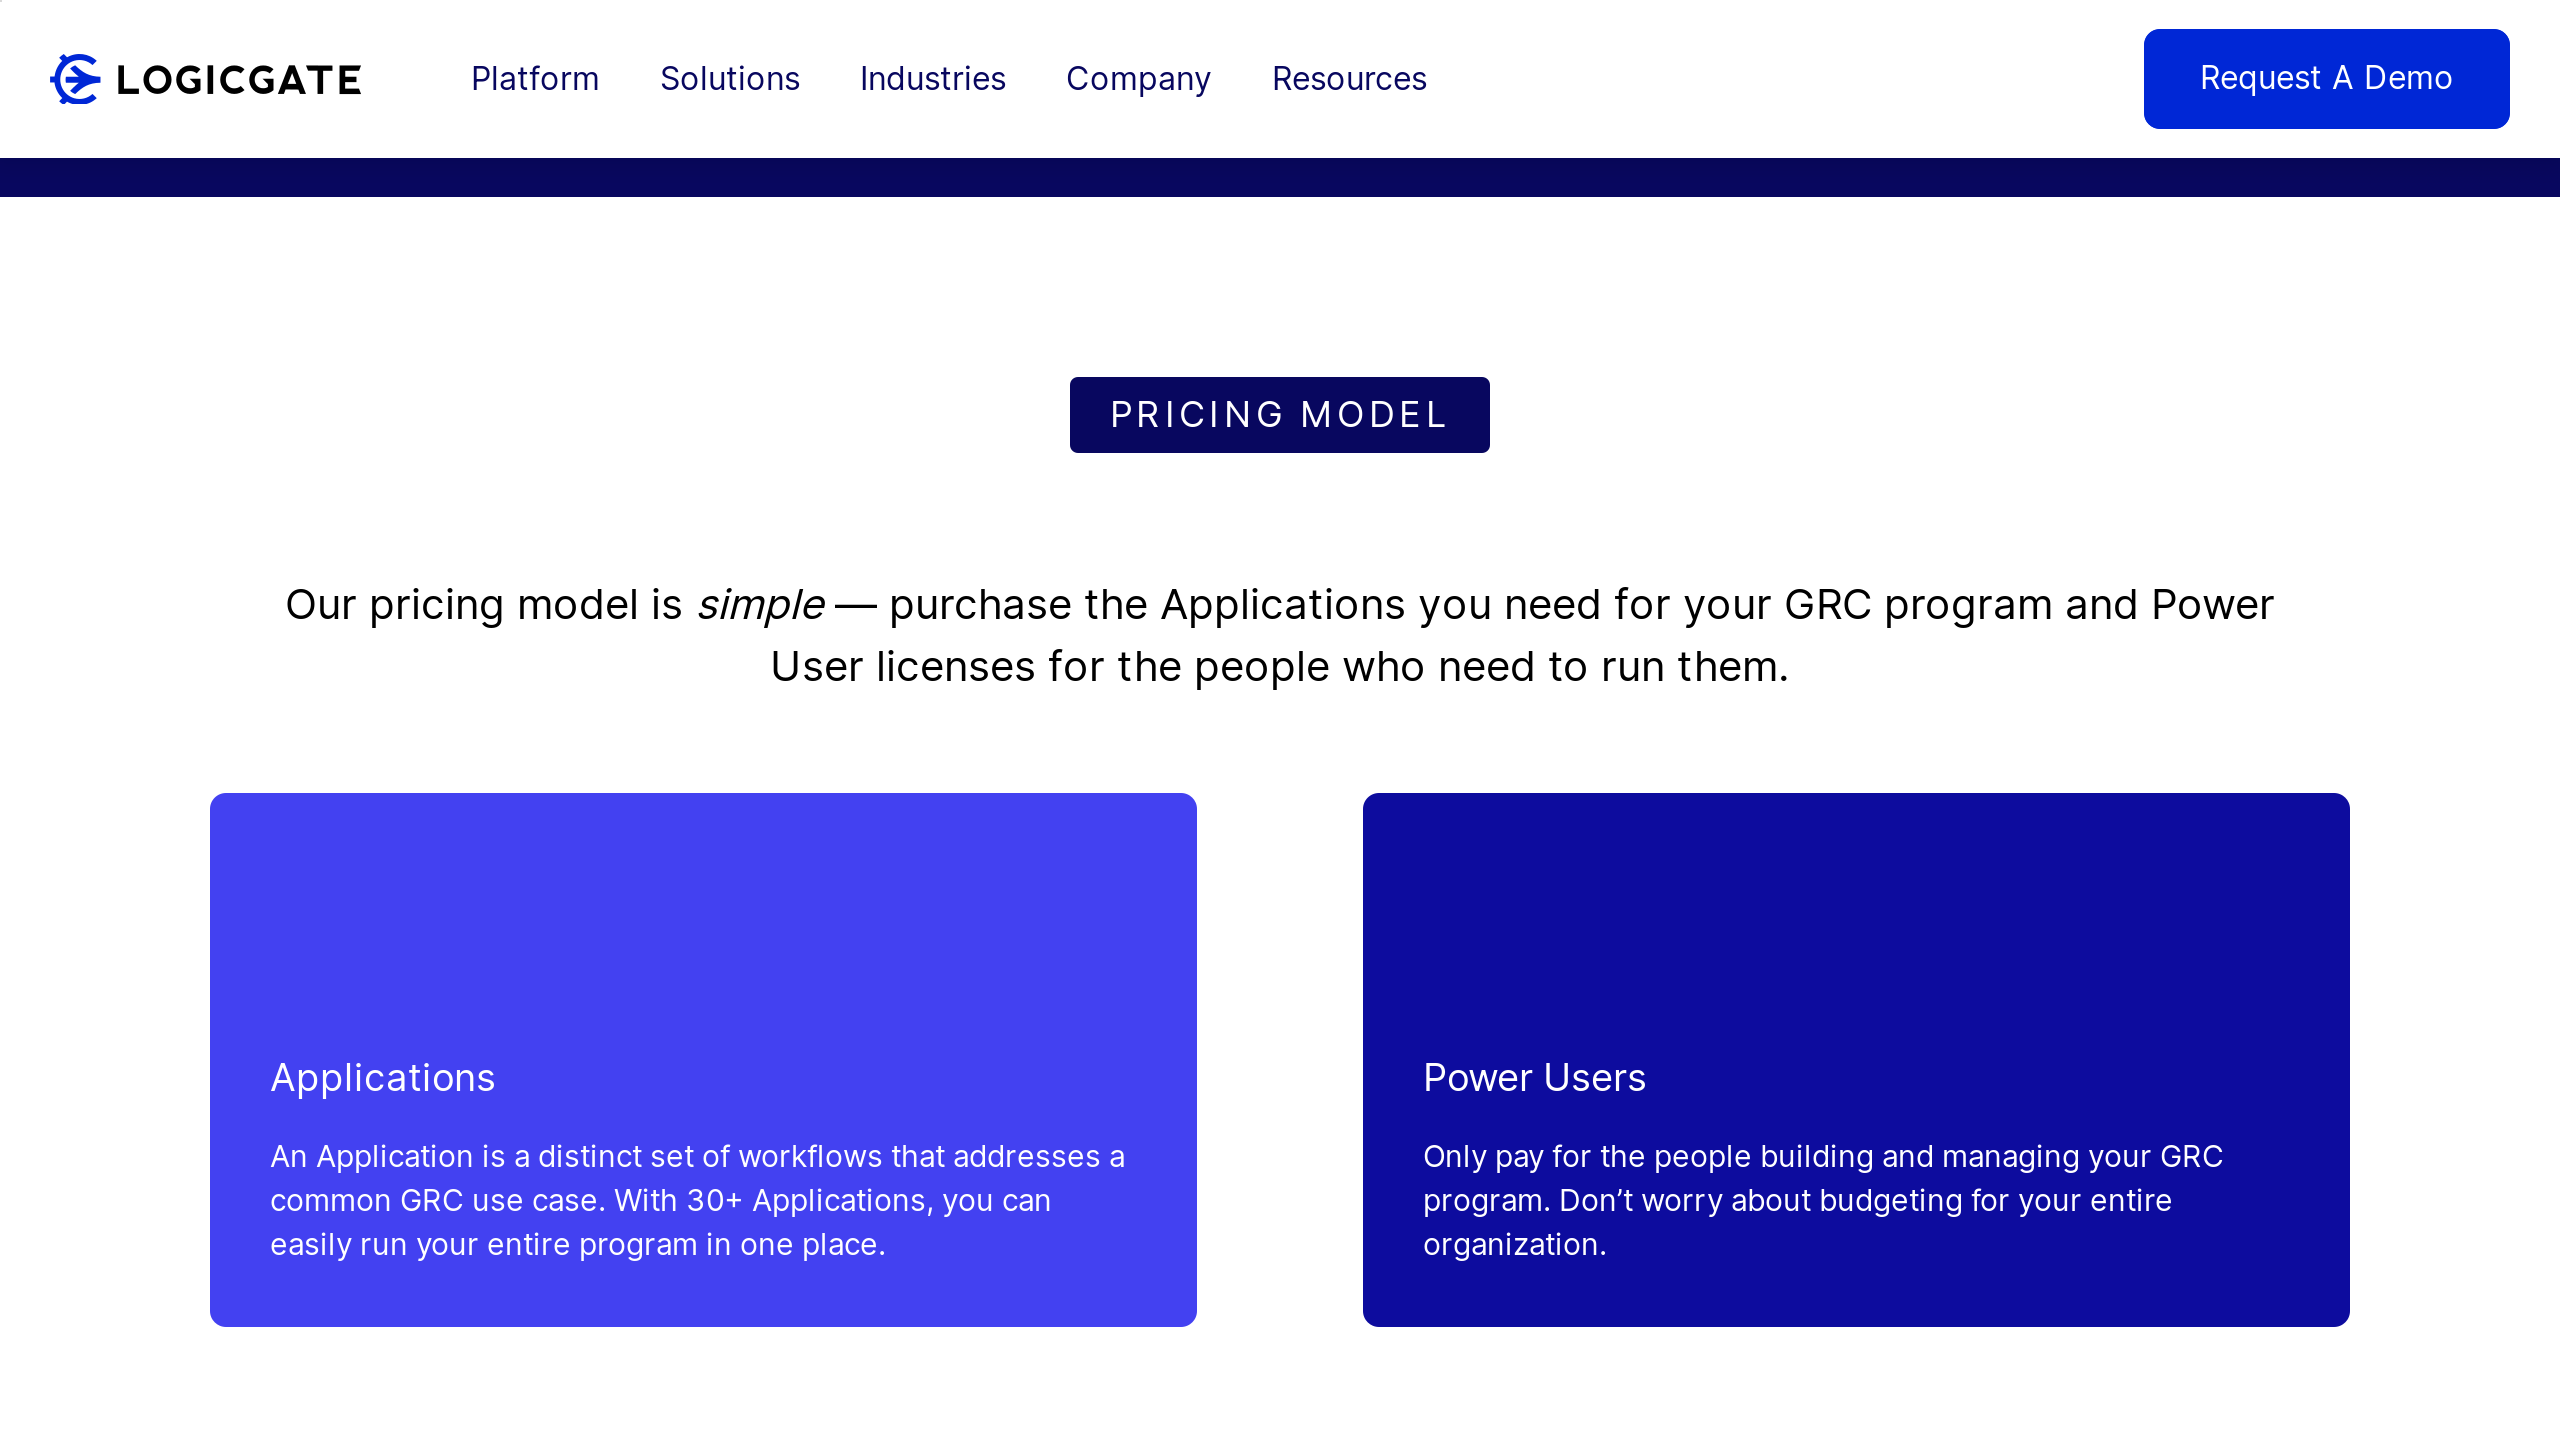 LOGICGATE
Platform
Solutions
Industries
Company
Resources
Request A Demo
PRICING MODEL
Our pricing model is simple — purchase the Applications you need for your GRC program and Power
User licenses for the people who need to run them.
Applications
An Application is a distinct set of workflows that addresses a
common GRC use case. With 30+ Applications, you can
easily run your entire program in one place.
Power Users
Only pay for the people building and managing your GRC
program. Don’t worry about budgeting for your entire
organization.